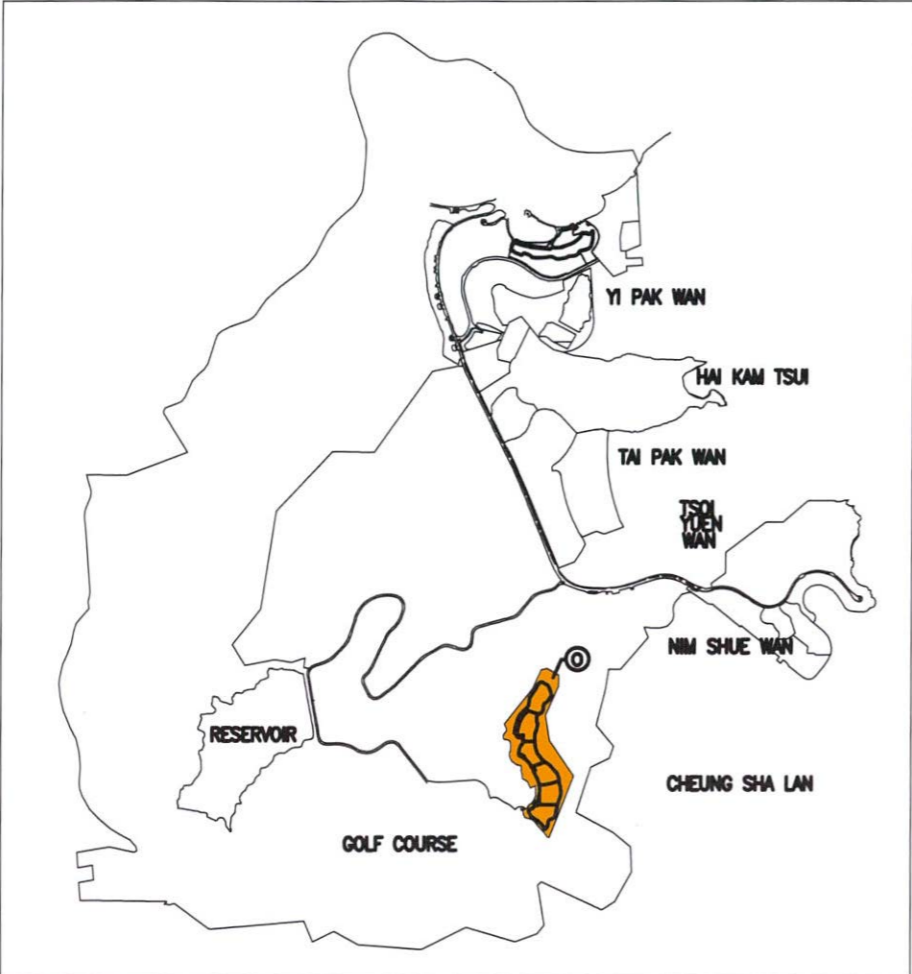 YI PAK WAN
HAI KAM TSUI
TAI PAK WAN
TSOI
YUEN
WAN
NIM SHUE WAN
O
RESERVOIR
CHEUNG SHA LAN
GOLF COURSE